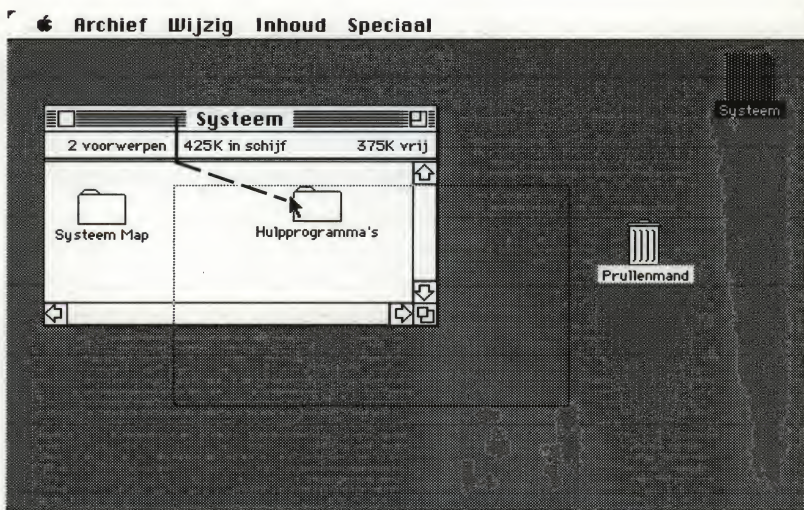 Archief Wijzig Inhoud Speciaal
Systeem
Systeem
2 voorwerpen 425K in schijf 375K vrij
Systeem Map
Hulpprogramma's
Prullenmand